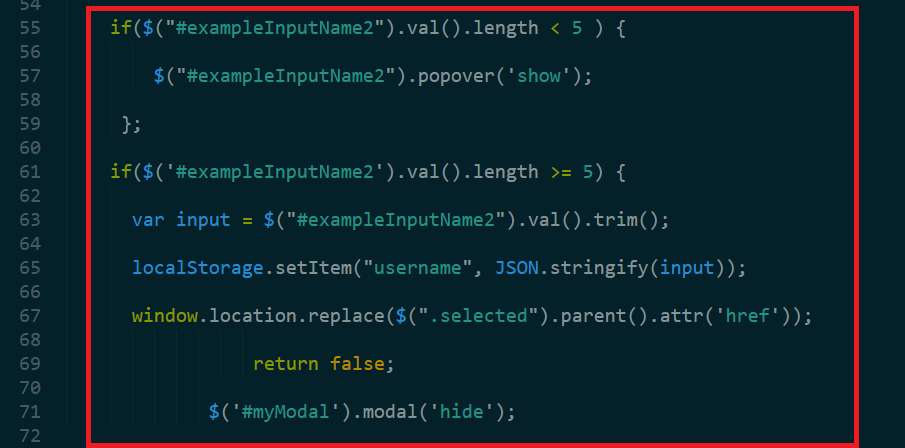 54
55 if($("#exampleInputName2").val().length < 5 ) {
56
57 $("#exampleInputName2").popover('show');
58
59 };
60
61 if($('#exampleInputName2').val().length >= 5) {
62
63 var input = $("#exampleInputName2").val().trim();
64
65 localStorage.setItem("username", JSON.stringify(input));
66
67 window.location.replace($(".selected").parent().attr('href'));
68
69 return false;
70
71 $('#myModal').modal('hide');
72